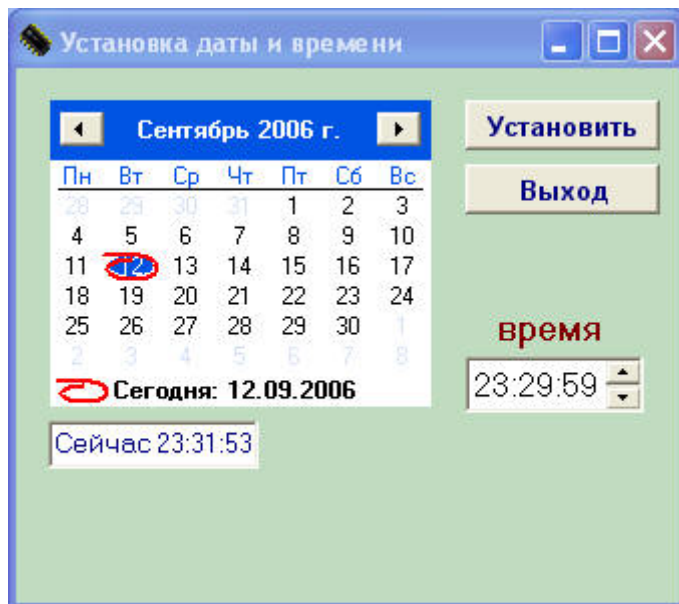 Установка даты и времени
Сентябрь 2006 г.
Установить
Пн Вт Ср Чт Пт Сб Вс
Выход
28 29 30 31 1 2 3
4 5 6 7 8 9 10
11 12 13 14 15 16 17
18 19 20 21 22 23 24
25 26 27 28 29 30 1
время
2 3 4 5 6 7 8
23:29:59
Сегодня: 12.09.2006
Сейчас 23:31:53